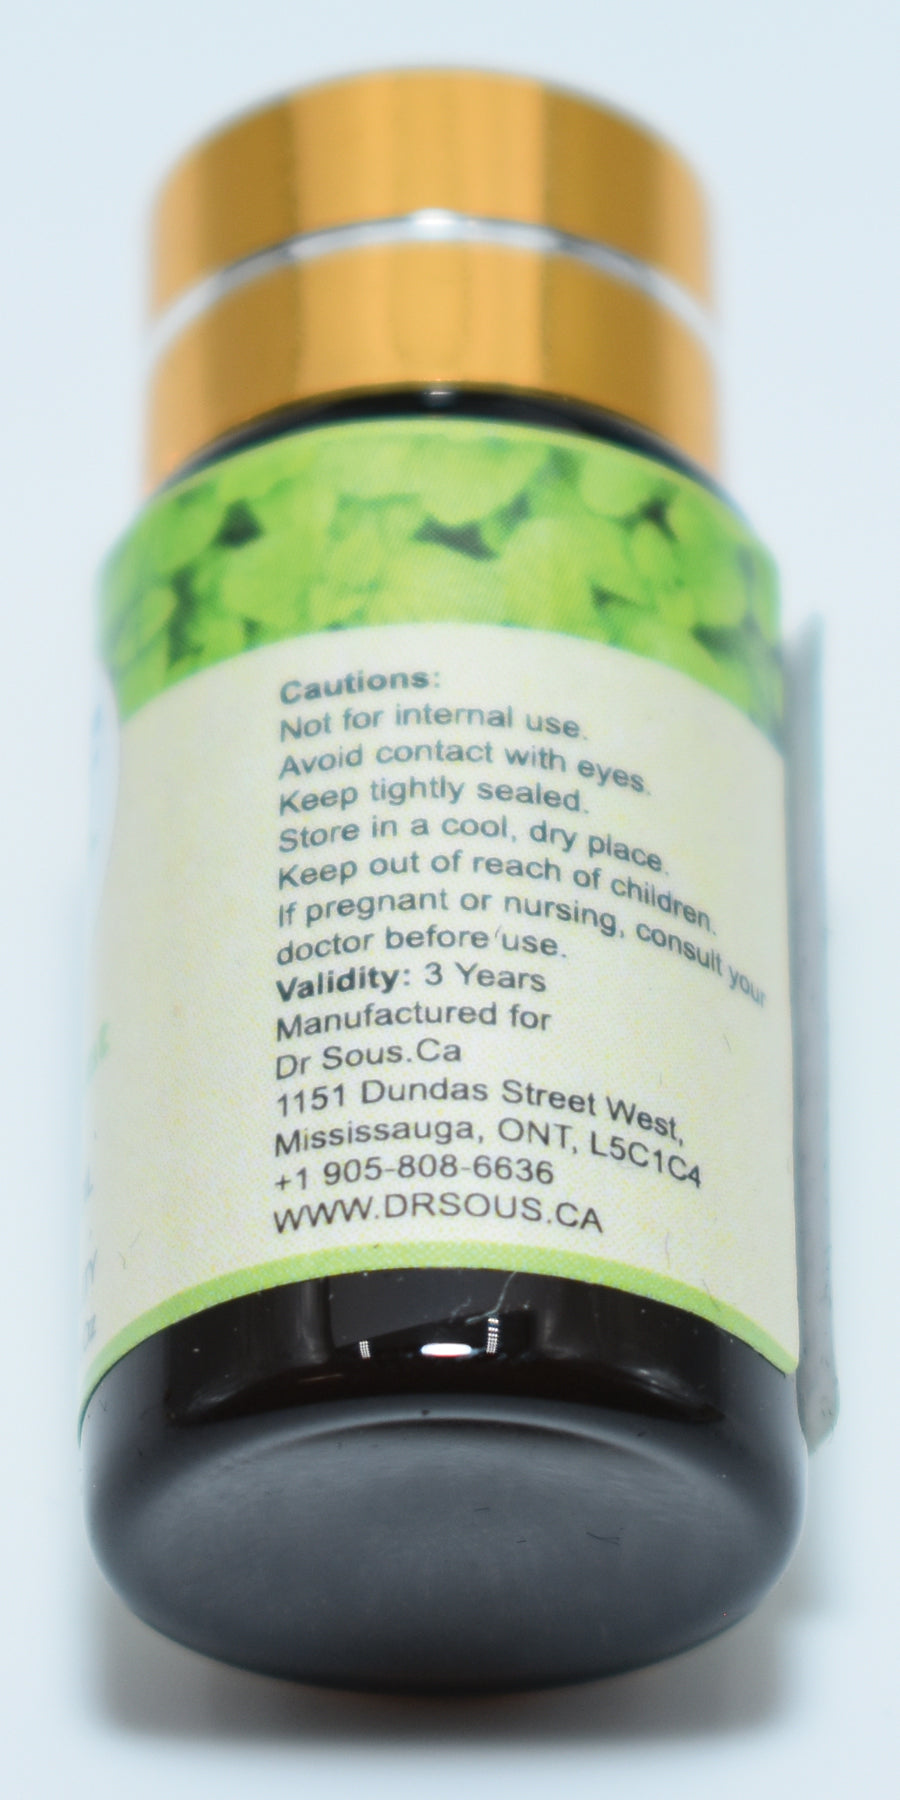 Cautions:
Not for internal use.
Avoid contact with eyes.
Keep tightly sealed.
Store in a cool, dry place.
Keep out of reach of children.
If pregnant or nursing, consult your
doctor before use.
Validity: 3 Years
Manufactured for
Dr Sous.Ca
1151 Dundas Street West,
Mississauga, ONT, L5C1C4
+1 905-808-6636
WWW.DRSOUS.CA